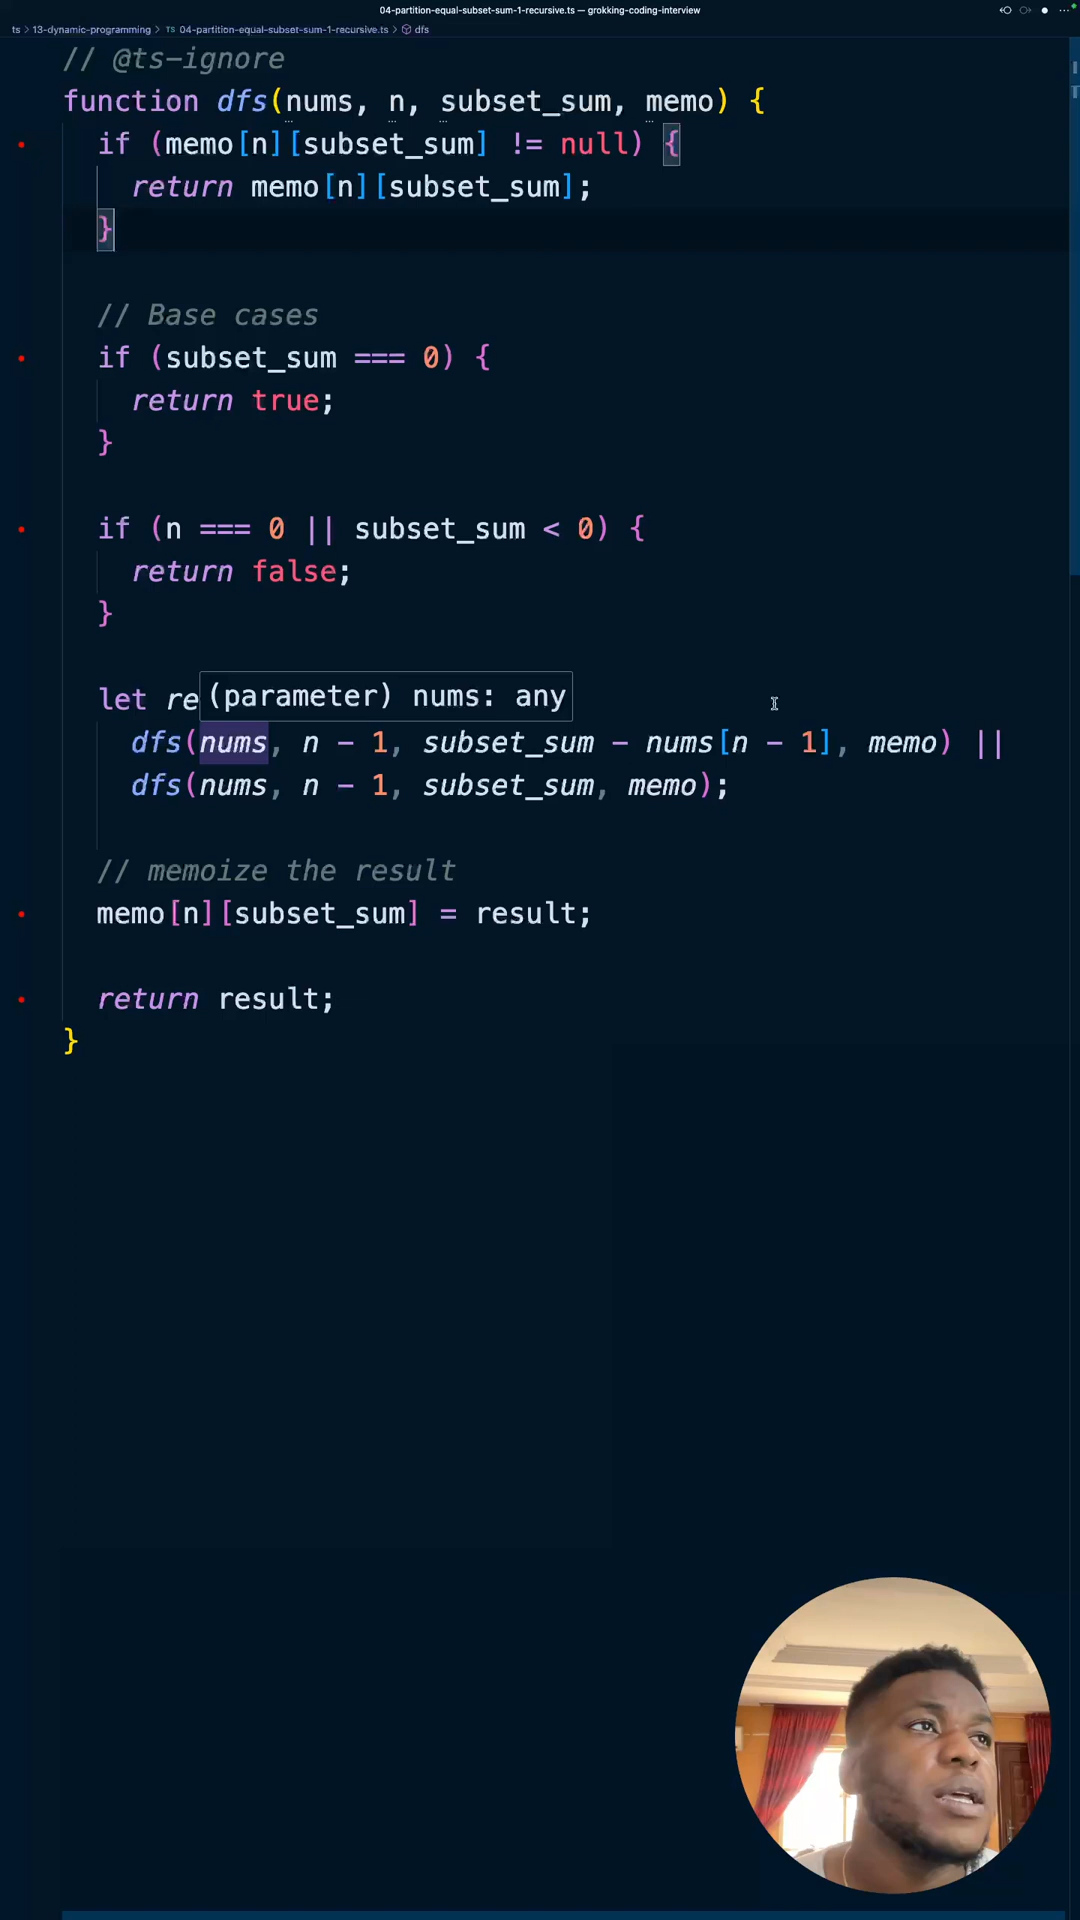 04-partition-equal-subset-sum-1-recursive.ts — grokking-coding-interview
ts > 13-dynamic-programming > TS 04-partition-equal-subset-sum-1-recursive.ts > dfs
// @ts-ignore
function dfs(nums, n, subset_sum, memo) {
if (memo[n][subset_sum] != null) {
return memo[n][subset_sum];
}
// Base cases
if (subset_sum === 0) {
return true;
}
if (n === 0 || subset_sum < 0) {
return false;
}
let re
(parameter) nums: any
dfs(nums, n - 1, subset_sum - nums[n - 1], memo) ||
dfs(nums, n - 1, subset_sum, memo);
// memoize the result
memo[n][subset_sum] = result;
return result;
}